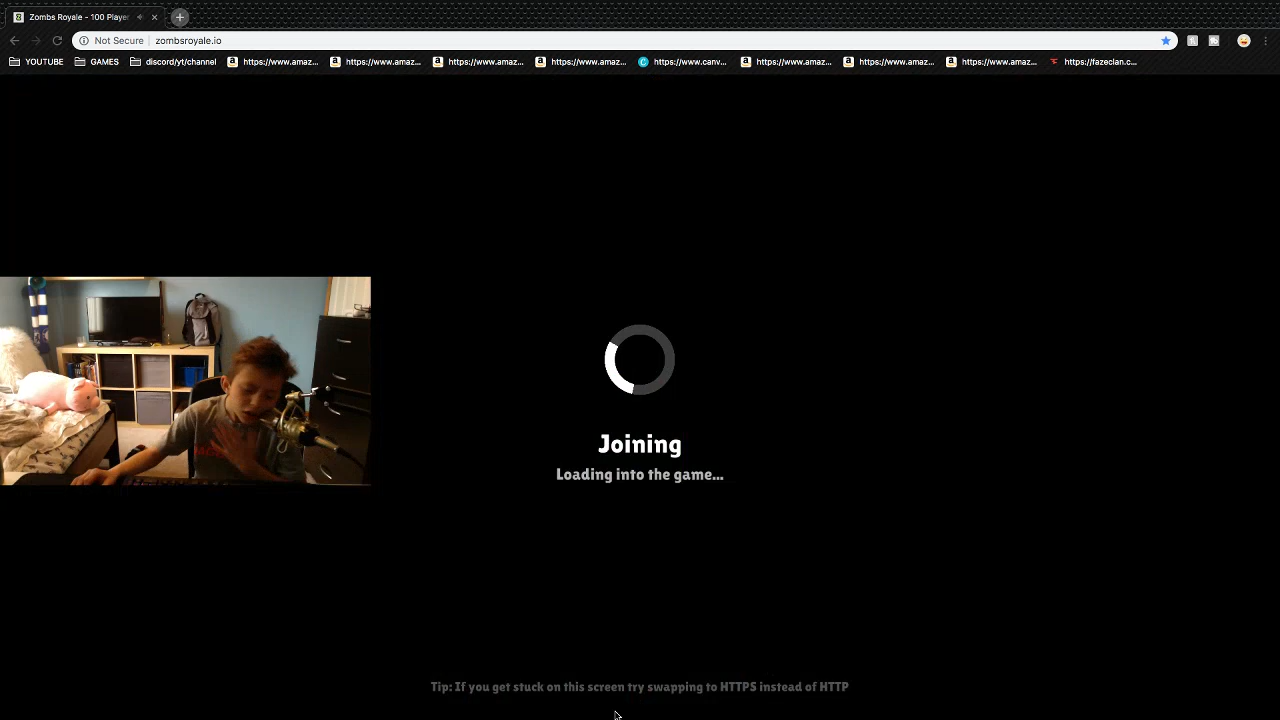 Zombs Royale - 100 Player
Not Secure zombsroyale.io
YOUTUBE GAMES discord/yt/channel https://www.amaz... https://www.amaz... https://www.amaz... https://www.amaz... https://www.canv... https://www.amaz... https://www.amaz... https://www.amaz... https://fazeclan.c...
Joining
Loading into the game...
Tip: If you get stuck on this screen try swapping to HTTPS instead of HTTP